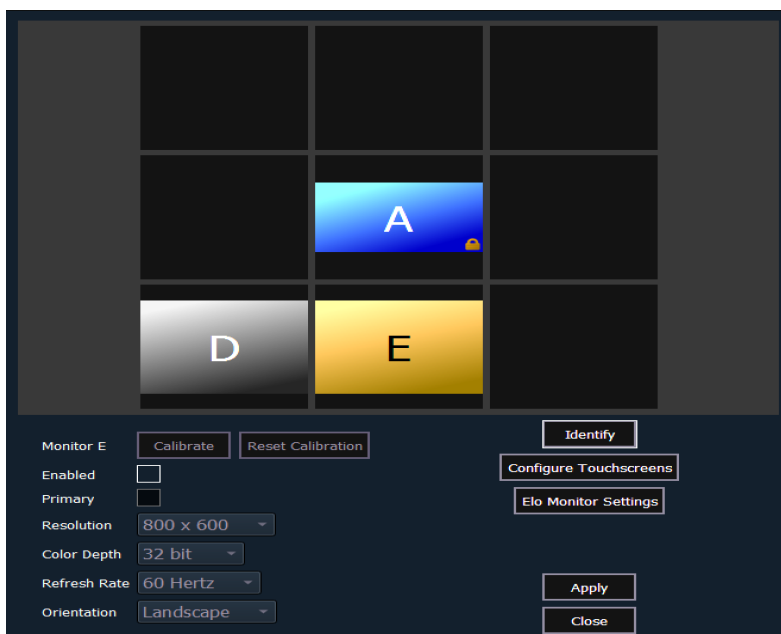 A
D E
Monitor E Calibrate Reset Calibration
Enabled
Primary
Resolution 800 x 600
Color Depth 32 bit
Refresh Rate 60 Hertz
Orientation Landscape
Identify
Configure Touchscreens
Elo Monitor Settings
Apply
Close